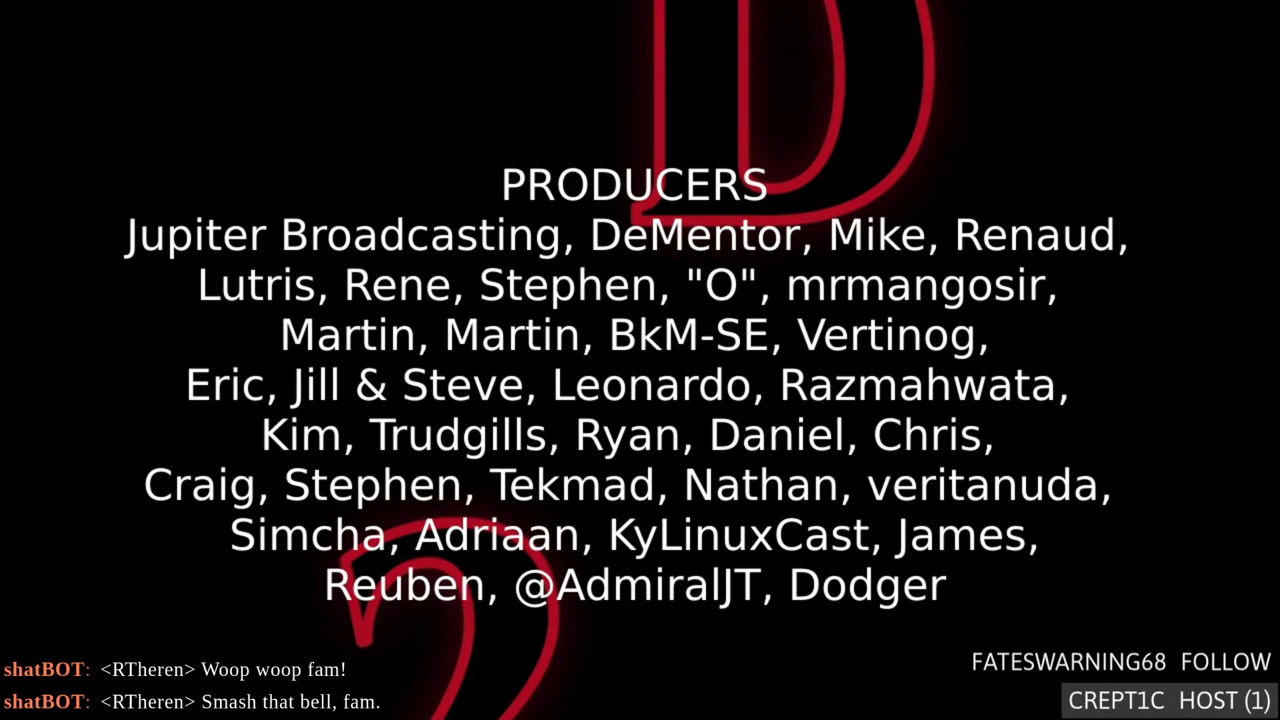 PRODUCERS
Jupiter Broadcasting, DeMentor, Mike, Renaud,
Lutris, Rene, Stephen, "O", mrmangosir,
Martin, Martin, BkM-SE, Vertinog,
Eric, Jill & Steve, Leonardo, Razmahwata,
Kim, Trudgills, Ryan, Daniel, Chris,
Craig, Stephen, Tekmad, Nathan, veritanuda,
Simcha, Adriaan, KyLinuxCast, James,
Reuben, @AdmiralJT, Dodger
shatBOT: <RTheren> Woop woop fam!
shatBOT: <RTheren> Smash that bell, fam.
FATESWARNING68 FOLLOW
CREPT1C HOST (1)